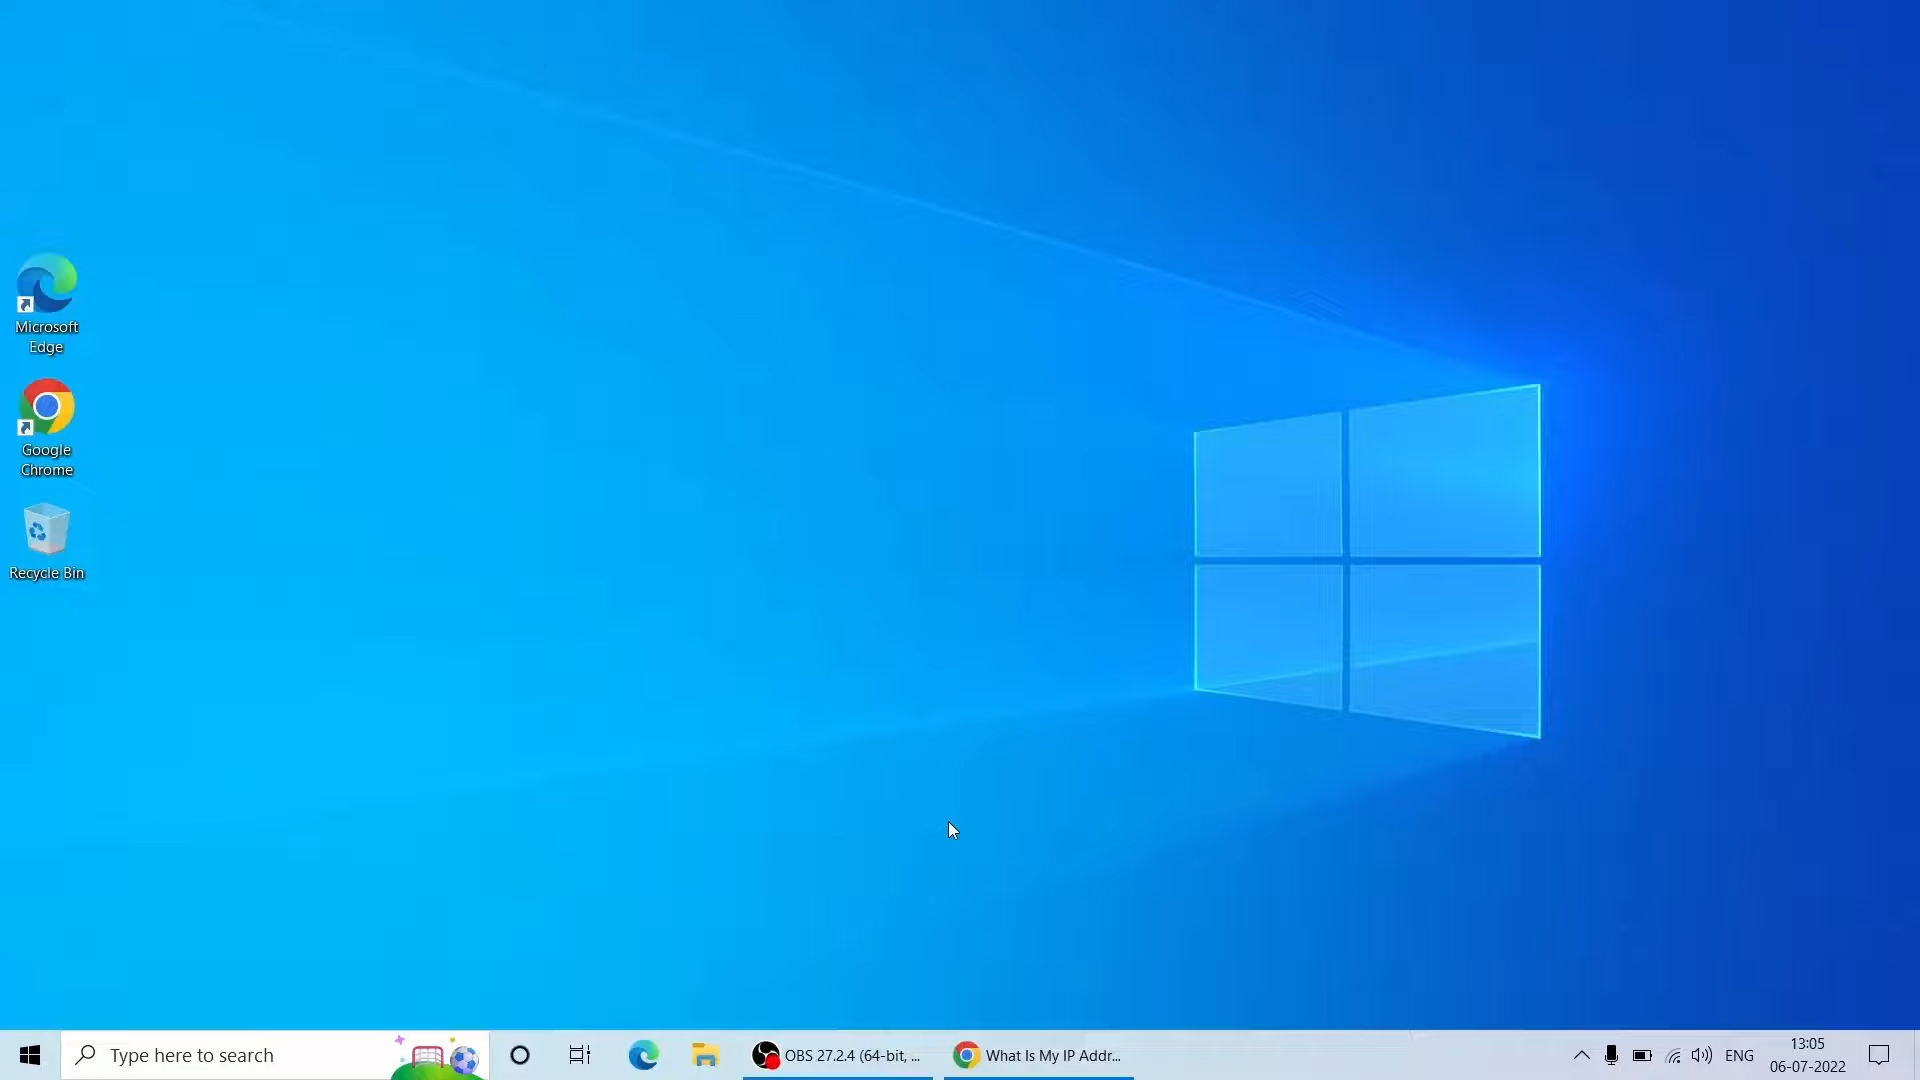 Microsoft
Edge
Google
Chrome
Recycle Bin
Type here to search
OBS 27.2.4 (64-bit, ...
What Is My IP Addr...
ENG
13:05
06-07-2022